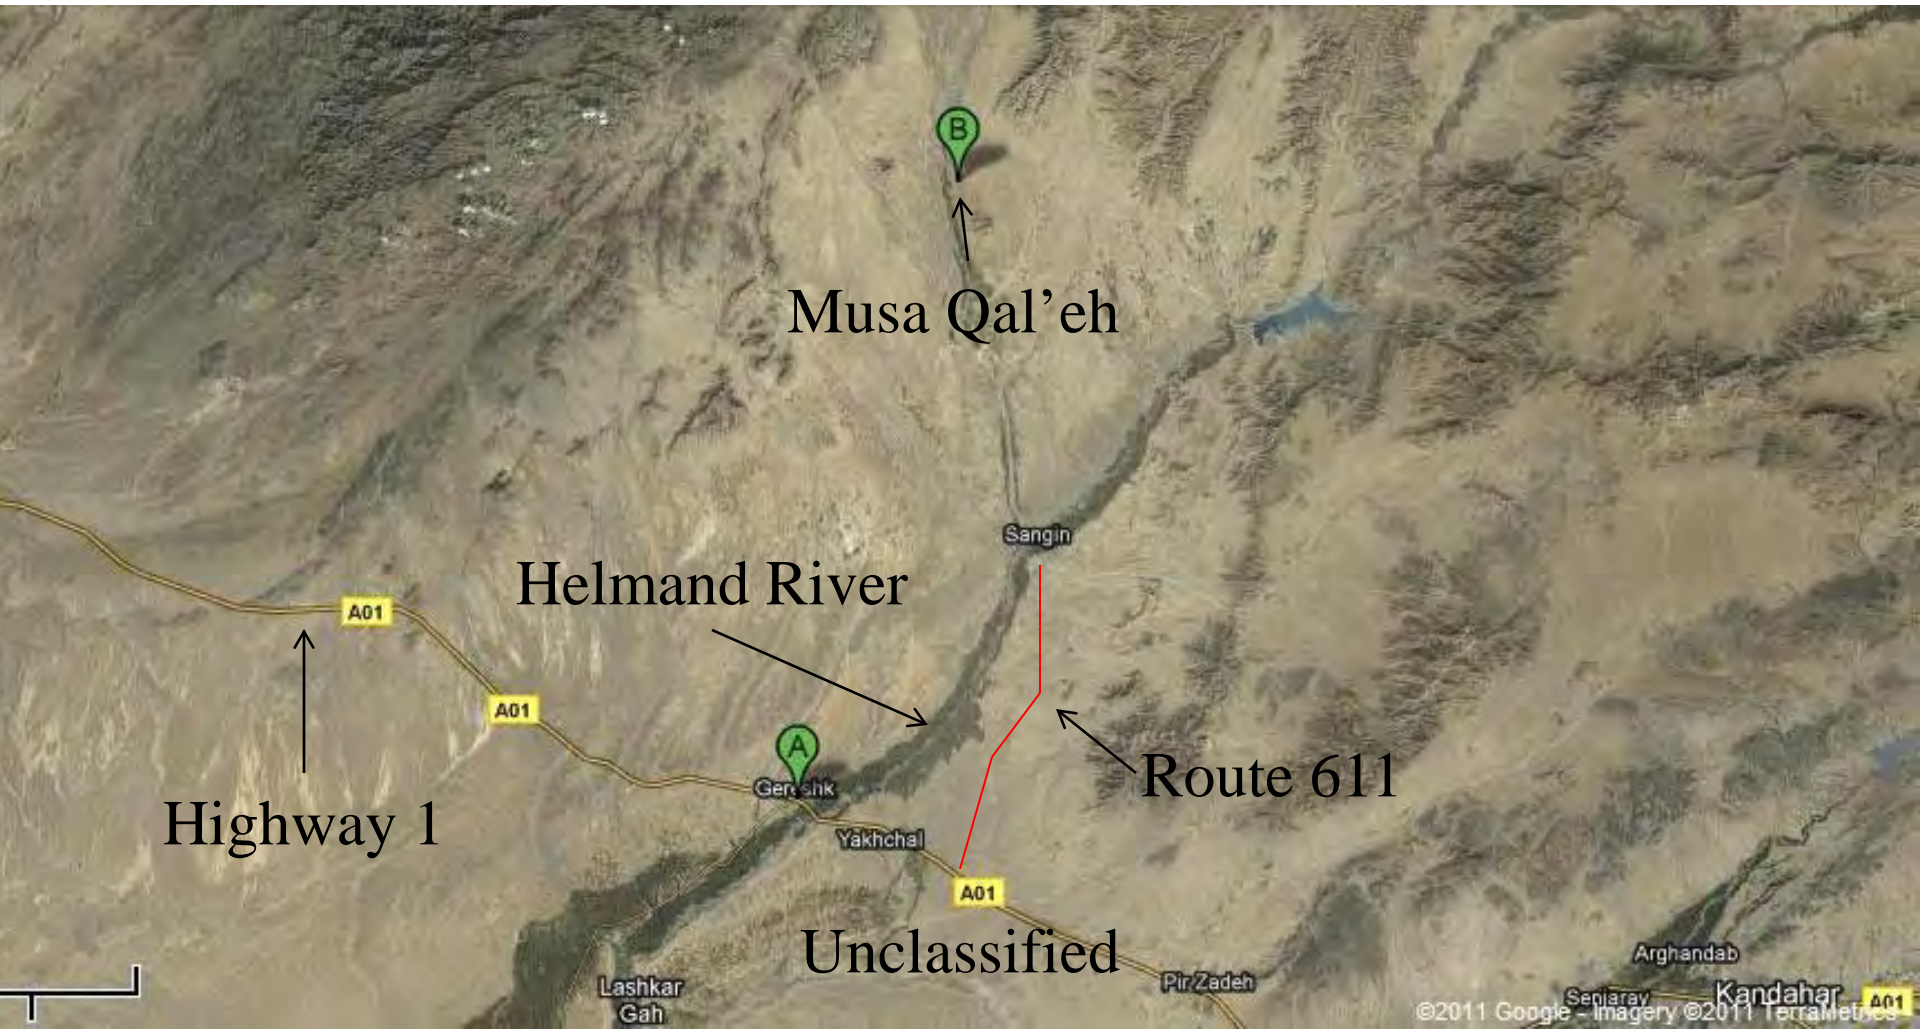 B
Musa Qal’eh
Sangin
Helmand River
A01
A01
A
Gereshk
Route 611
Highway 1
Yakhchal
A01
Unclassified
Arghandab
Pir Zadeh
Lashkar
Gah
Senjaray
Kandahar
A01
©2011 Google - Imagery ©2011 TerraMetrics